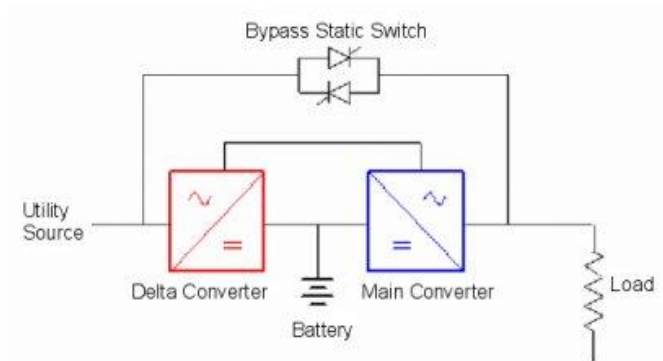 Bypass Static Switch
Utility
Source
Delta Converter
Main Converter
Load
Battery